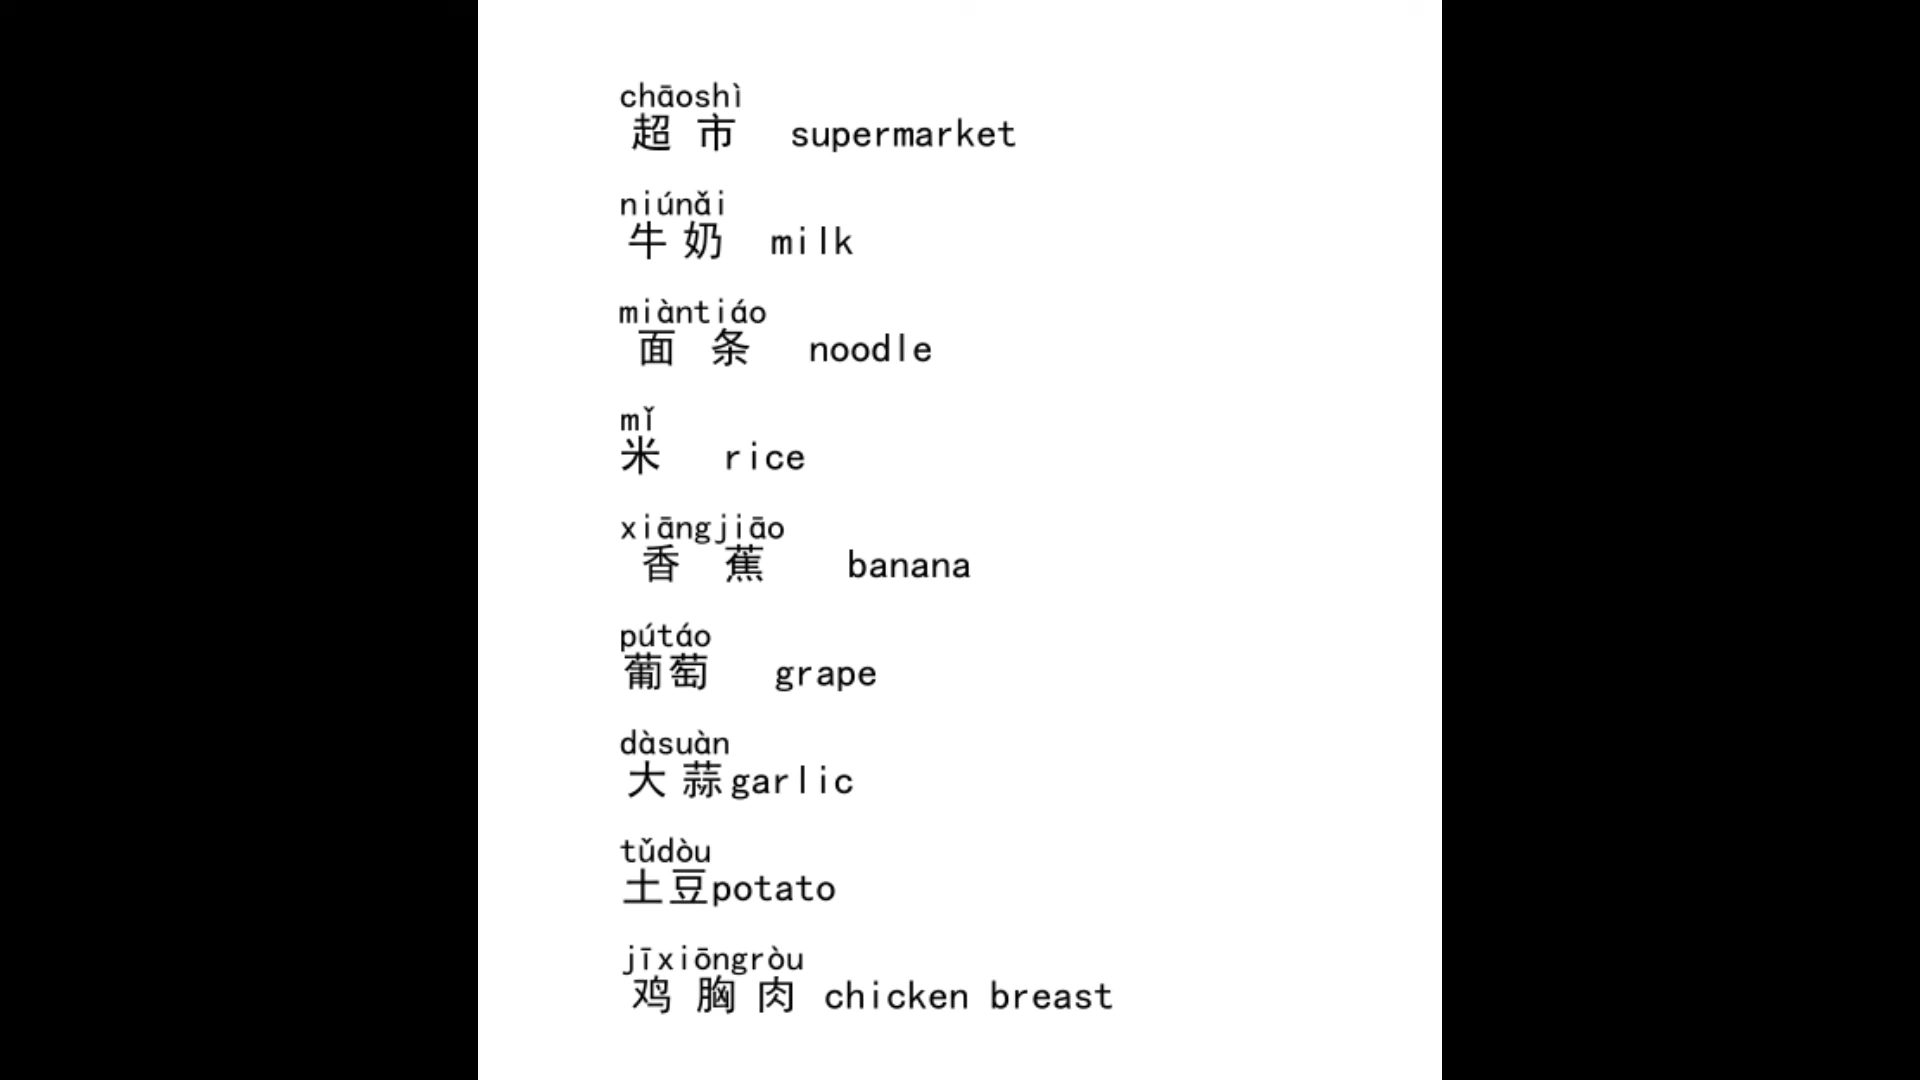 chāoshì
超市 supermarket
niúnǎi
牛奶 milk
miàntiáo
面条 noodle
mǐ
米 rice
xiāngjiāo
香蕉 banana
pútáo
葡萄 grape
dàsuàn
大蒜garlic
tǔdòu
土豆potato
jīxiōngròu
鸡胸肉 chicken breast